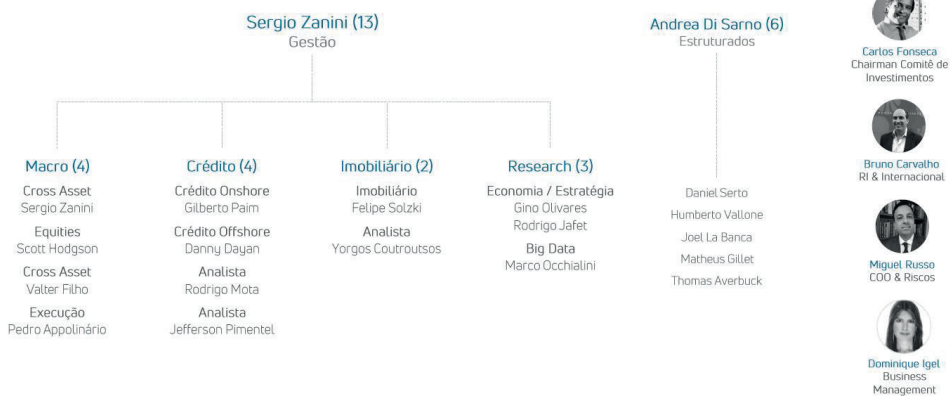 Sergio Zanini (13)
Gestão
Macro (4)
Cross Asset
Sergio Zanini
Equities
Scott Hodgson
Cross Asset
Valter Filho
Execução
Pedro Appolinário
Crédito (4)
Crédito Onshore
Gilberto Paim
Crédito Offshore
Danny Dayan
Analista
Rodrigo Mota
Analista
Jefferson Pimentel
Imobiliário (2)
Imobiliário
Felipe Solzki
Analista
Yorgos Coutroutsos
Research (3)
Economia / Estratégia
Gino Olivares
Rodrigo Jafet
Big Data
Marco Occhialini
Andrea Di Sarno (6)
Estruturados
Daniel Serto
Humberto Vallone
Joel La Banca
Matheus Gillet
Thomas Averbuck
Carlos Fonseca
Chairman Comitê de
Investimentos
Bruno Carvalho
RI & Internacional
Miguel Russo
COO & Riscos
Dominique Igel
Business
Management